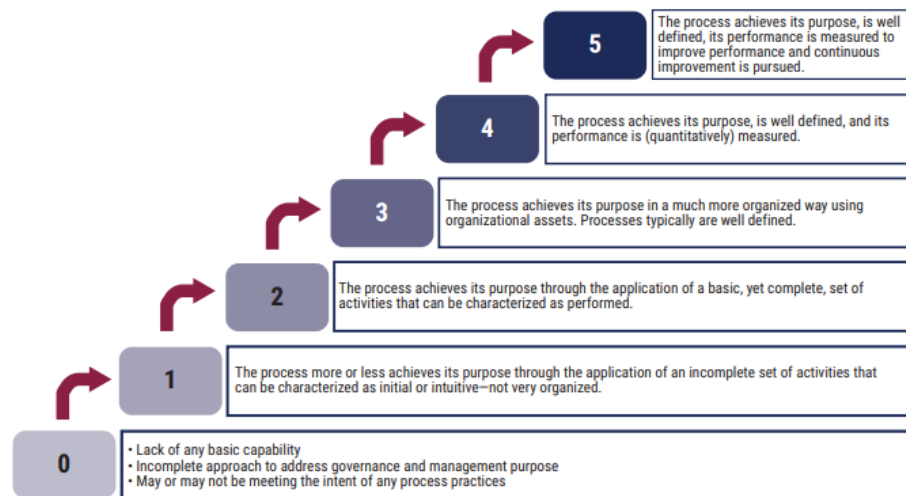 5
The process achieves its purpose, is well
defined, its performance is measured to
improve performance and continuous
improvement is pursued.
4
The process achieves its purpose, is well defined, and its
performance is (quantitatively) measured.
3
The process achieves its purpose in a much more organized way using
organizational assets. Processes typically are well defined.
2
The process achieves its purpose through the application of a basic, yet complete, set of
activities that can be characterized as performed.
1
The process more or less achieves its purpose through the application of an incomplete set of activities that
can be characterized as initial or intuitive—not very organized.
0
• Lack of any basic capability
• Incomplete approach to address governance and management purpose
• May or may not be meeting the intent of any process practices